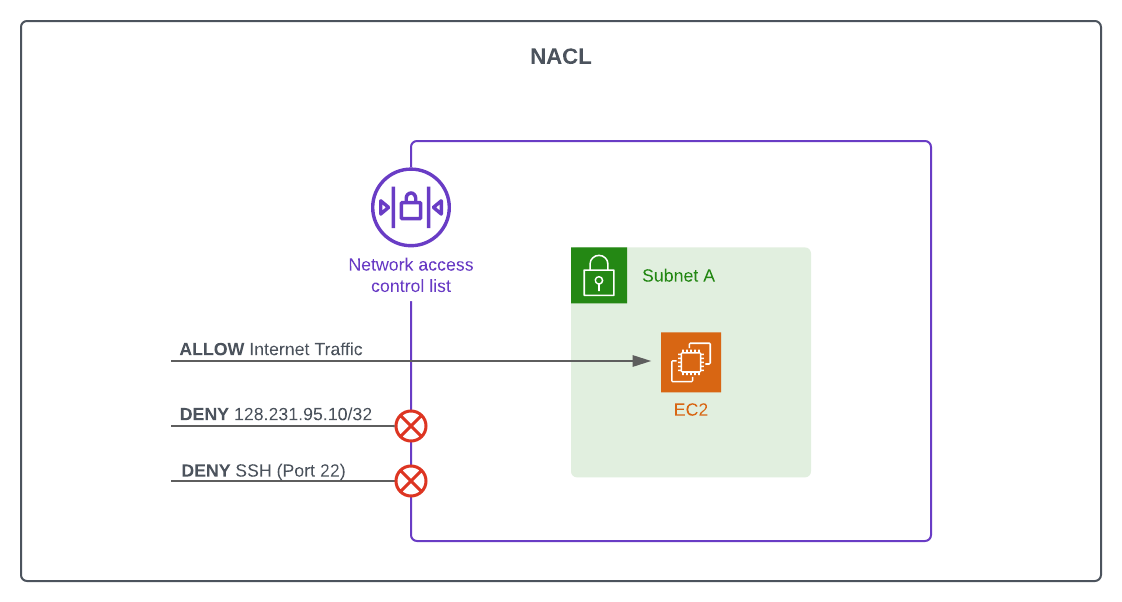 NACL
Network access
control list
Subnet A
ALLOW Internet Traffic
EC2
DENY 128.231.95.10/32
DENY SSH (Port 22)